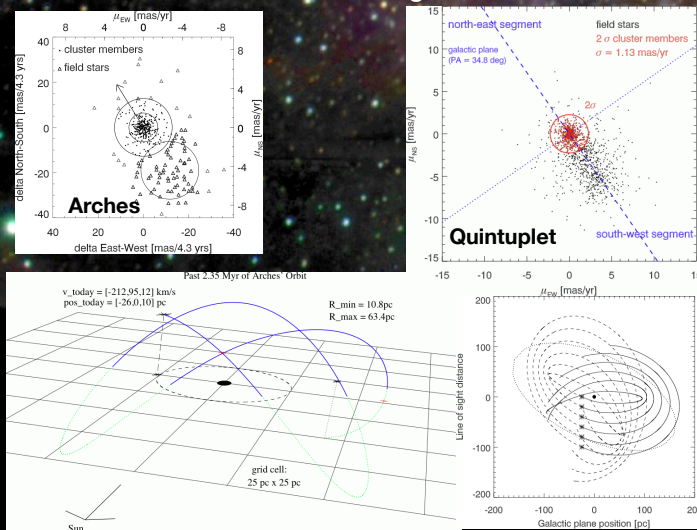 μEW [mas/yr]
8 4 0 -4 -8
40
20
0
-20
-40
8
4
0
-4
-8
· cluster members
△ field stars
delta North-South [mas/4.3 yrs]
μNS [mas/yr]
Arches
40 20 0 -20 -40
delta East-West [mas/4.3 yrs]
15
10
5
0
-5
-10
-15
north-east segment
galactic plane
(PA = 34.8 deg)
field stars
2 σ cluster members
σ = 1.13 mas/yr
2σ
μNS [mas/yr]
Quintuplet
south-west segment
-15 -10 -5 0 5 10 15
μEW [mas/yr]
Past 2.35 Myr of Arches' Orbit
v_today = [-212,95,12] km/s
pos_today = [-26,0,10] pc
R_min = 10.8pc
R_max = 63.4pc
grid cell:
25 pc x 25 pc
Sun
200
100
0
-100
-200
Line of sight distance
-200 -100 0 100 200
Galactic plane position [pc]